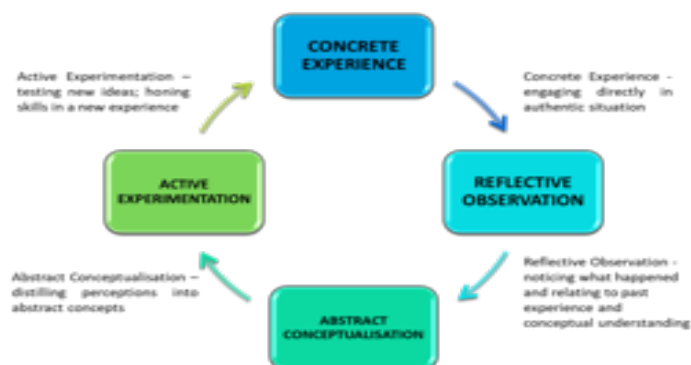 CONCRETE
EXPERIENCE
Active Experimentation –
testing new ideas; honing
skills in a new experience
Concrete Experience -
engaging directly in
authentic situation
ACTIVE
EXPERIMENTATION
REFLECTIVE
OBSERVATION
Abstract Conceptualisation –
distilling perceptions into
abstract concepts
Reflective Observation -
noticing what happened
and relating to past
experience and
conceptual understanding
ABSTRACT
CONCEPTUALISATION